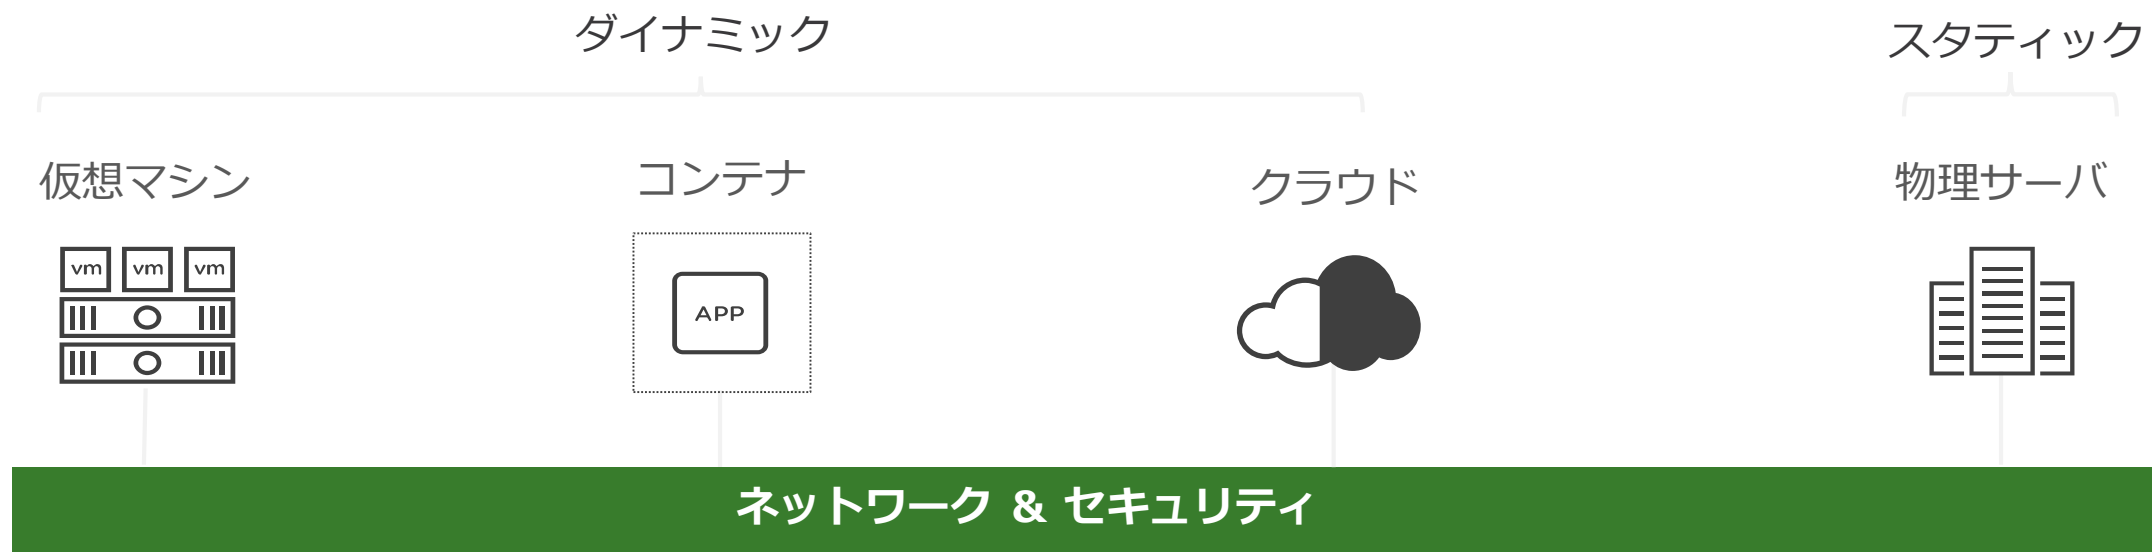 ダイナミック
スタティック
仮想マシン
コンテナ
クラウド
物理サーバ
vm vm vm
APP
ネットワーク & セキュリティ